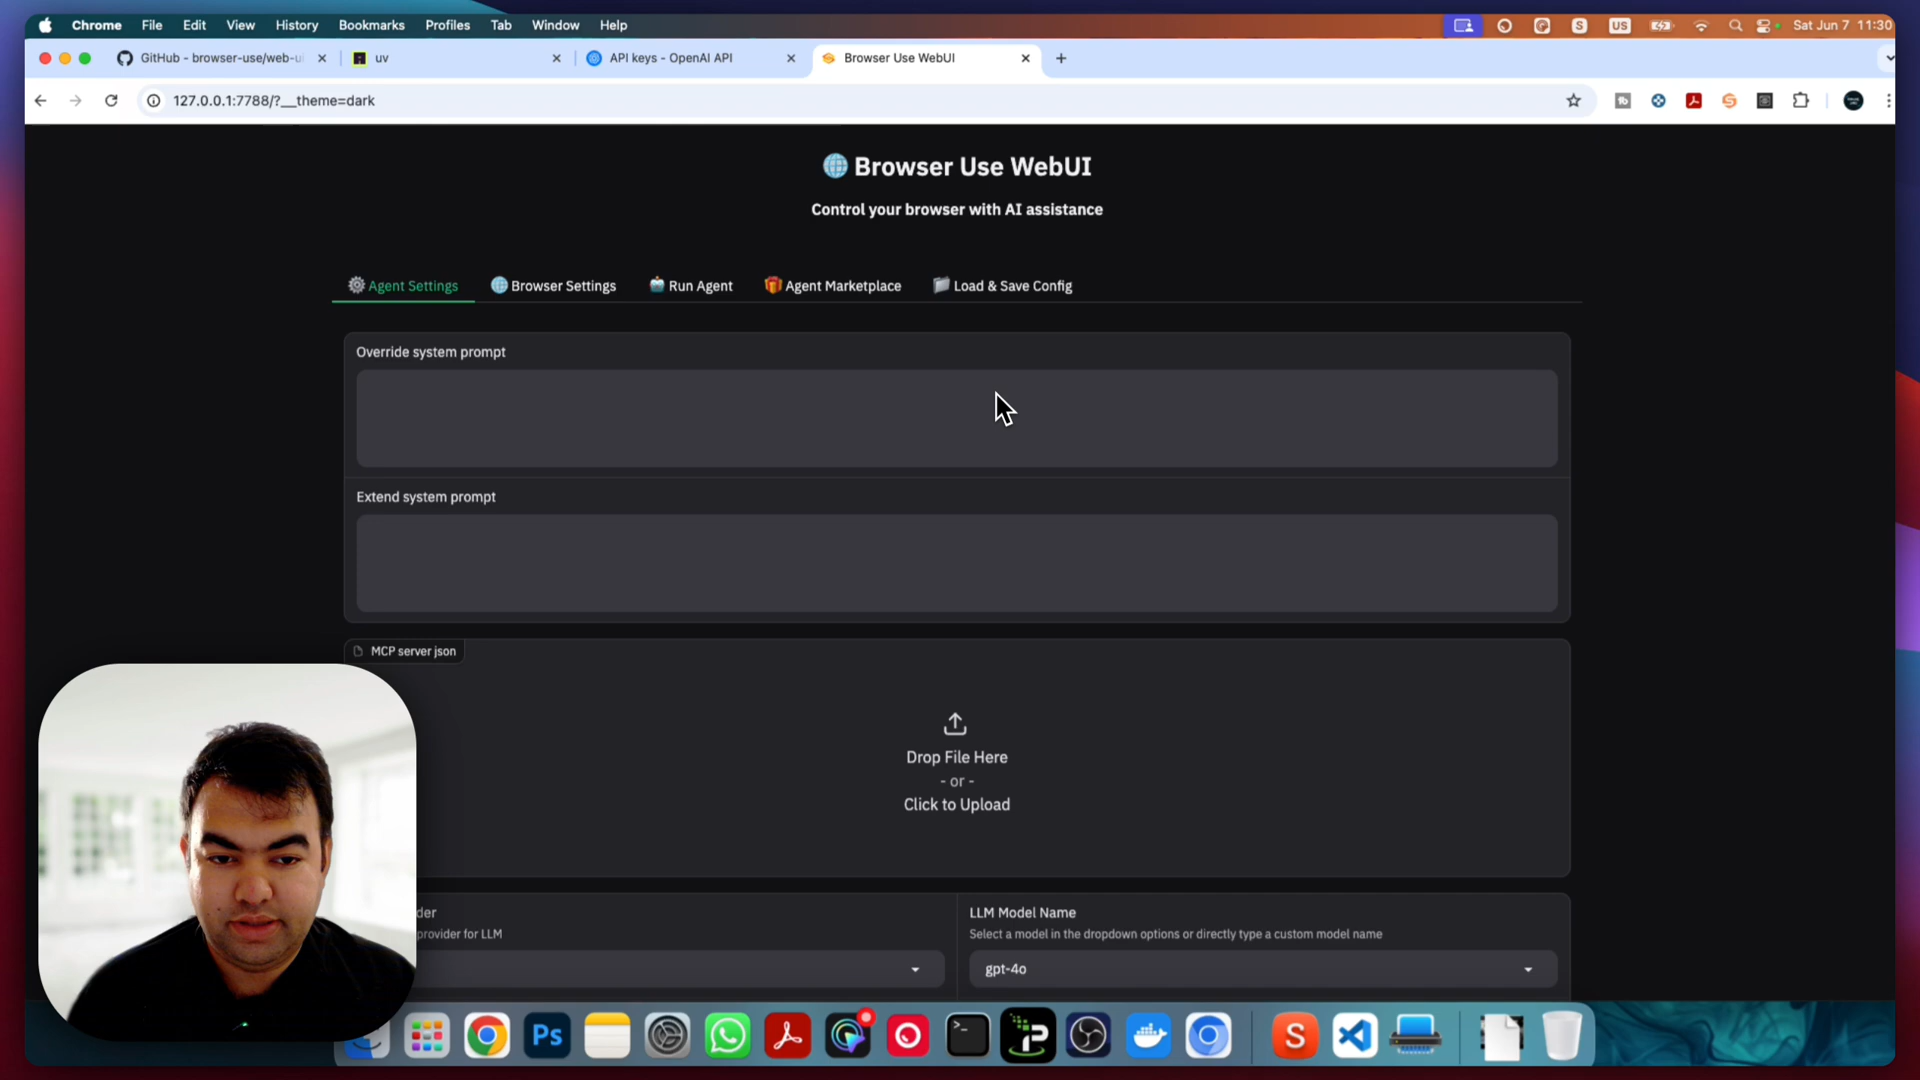 Chrome File Edit View History Bookmarks Profiles Tab Window Help
S US Sat Jun 7 11:30
GitHub - browser-use/web-ui
uv
API keys - OpenAI API
Browser Use WebUI
127.0.0.1:7788/?__theme=dark
Browser Use WebUI
Control your browser with AI assistance
Agent Settings
Browser Settings
Run Agent
Agent Marketplace
Load & Save Config
Override system prompt
Extend system prompt
MCP server json
Drop File Here
- or -
Click to Upload
der
provider for LLM
LLM Model Name
Select a model in the dropdown options or directly type a custom model name
gpt-4o
Ps
S